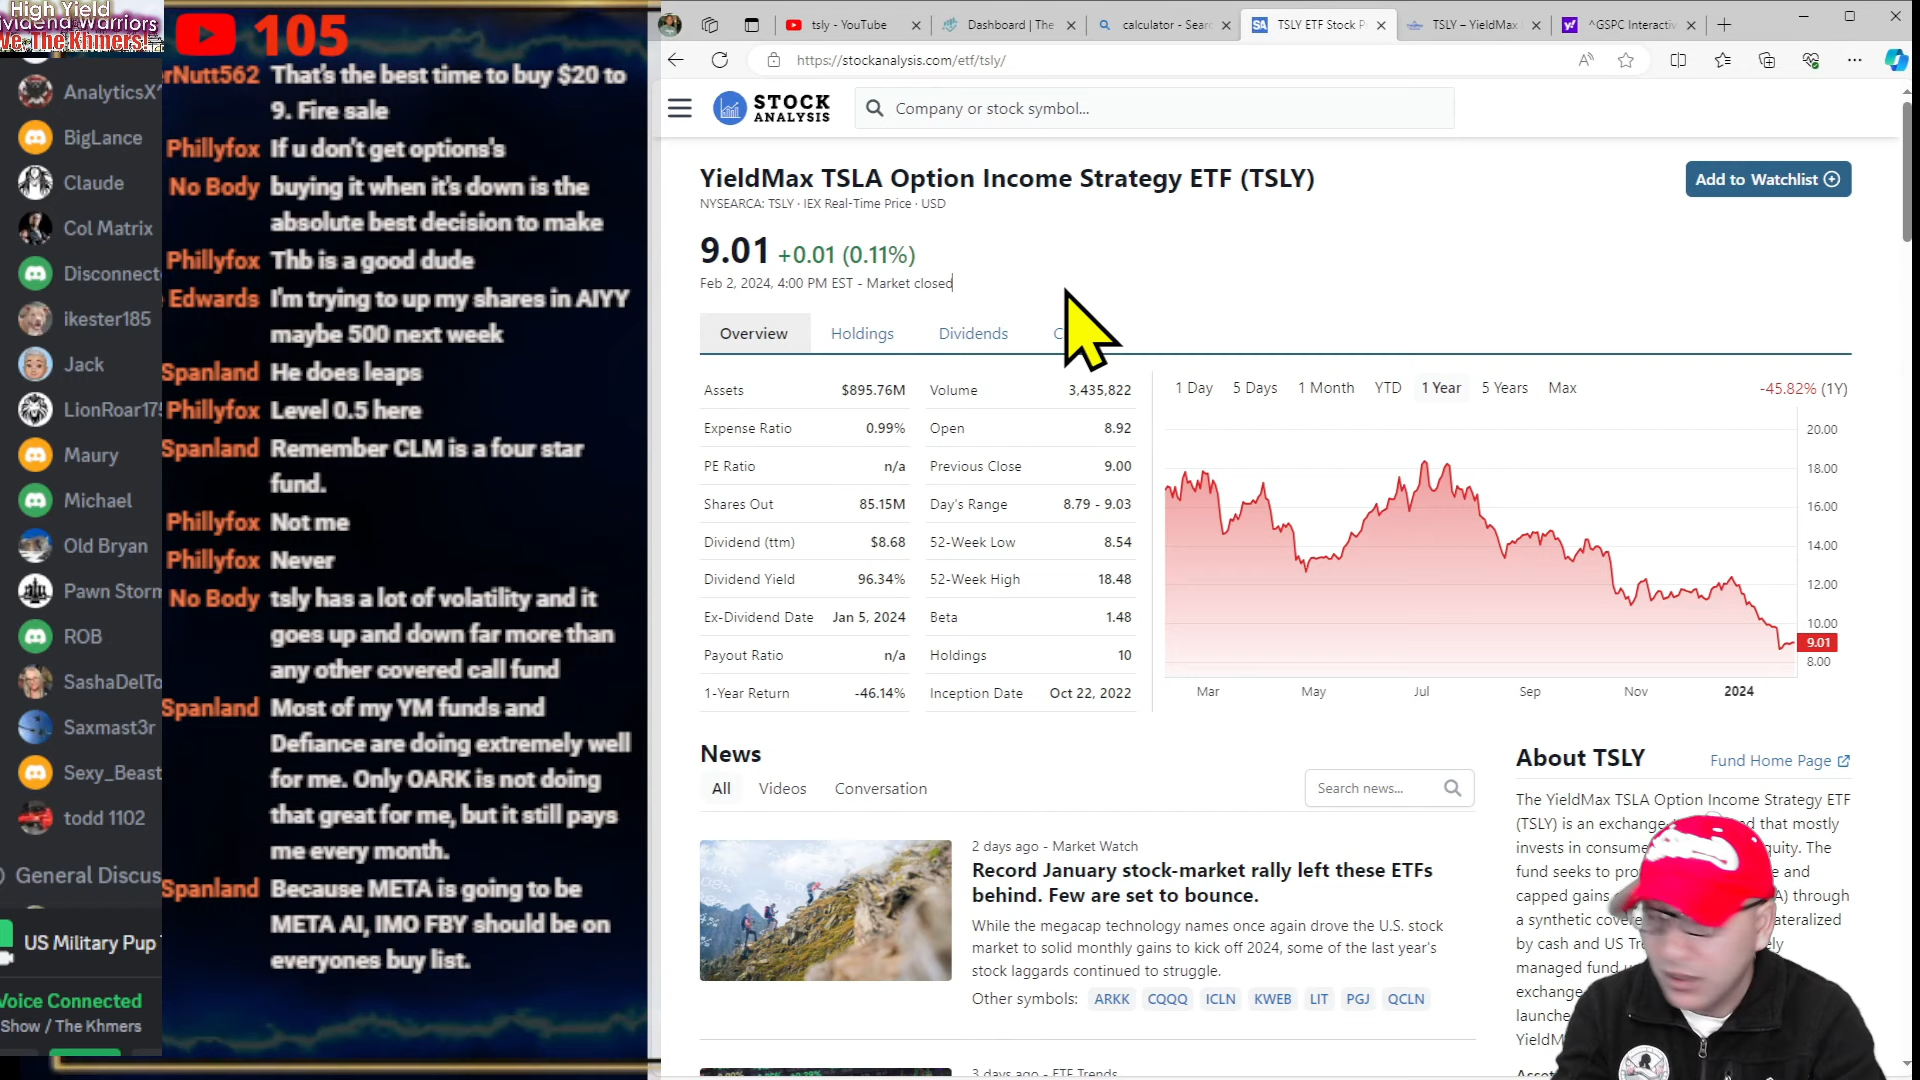 High Yield
Dividend Warriors
We, The Khmers!
AnalyticsX
BigLance
Claude
Col Matrix
Disconnect
ikester185
Jack
LionRoar175
Maury
Michael
Old Bryan
Pawn Storm
ROB
SashaDelTo
Saxmast3r
Sexy_Beast
todd 1102
General Discus
US Military Pup
Voice Connected
Show / The Khmers
105
erNutt562 That's the best time to buy $20 to
9. Fire sale
Phillyfox If u don't get options's
No Body buying it when it's down is the
absolute best decision to make
Phillyfox Thb is a good dude
Edwards I'm trying to up my shares in AIYY
maybe 500 next week
Spanland He does leaps
Phillyfox Level 0.5 here
Spanland Remember CLM is a four star
fund.
Phillyfox Not me
Phillyfox Never
No Body tsly has a lot of volatility and it
goes up and down far more than
any other covered call fund
Spanland Most of my YM funds and
Defiance are doing extremely well
for me. Only OARK is not doing
that great for me, but it still pays
me every month.
Spanland Because META is going to be
META AI, IMO FBY should be on
everyones buy list.
tsly - YouTube
Dashboard | The
calculator - Searc
TSLY ETF Stock P
TSLY – YieldMax
^GSPC Interactiv
https://stockanalysis.com/etf/tsly/
STOCK
ANALYSIS
Company or stock symbol...
YieldMax TSLA Option Income Strategy ETF (TSLY)
Add to Watchlist
NYSEARCA: TSLY · IEX Real-Time Price · USD
9.01 +0.01 (0.11%)
Feb 2, 2024, 4:00 PM EST - Market closed
Overview Holdings Dividends C
Assets $895.76M Volume 3,435,822
Expense Ratio 0.99% Open 8.92
PE Ratio n/a Previous Close 9.00
Shares Out 85.15M Day's Range 8.79 - 9.03
Dividend (ttm) $8.68 52-Week Low 8.54
Dividend Yield 96.34% 52-Week High 18.48
Ex-Dividend Date Jan 5, 2024 Beta 1.48
Payout Ratio n/a Holdings 10
1-Year Return -46.14% Inception Date Oct 22, 2022
1 Day 5 Days 1 Month YTD 1 Year 5 Years Max -45.82% (1Y)
20.00
18.00
16.00
14.00
12.00
10.00
9.01
8.00
Mar May Jul Sep Nov 2024
News
All Videos Conversation
Search news...
2 days ago - Market Watch
Record January stock-market rally left these ETFs
behind. Few are set to bounce.
While the megacap technology names once again drove the U.S. stock
market to solid monthly gains to kick off 2024, some of the last year's
stock laggards continued to struggle.
Other symbols: ARKK CQQQ ICLN KWEB LIT PGJ QCLN
3 days ago - ETF Trends
About TSLY
Fund Home Page
The YieldMax TSLA Option Income Strategy ETF
(TSLY) is an exchange- nd that mostly
invests in consume quity. The
fund seeks to pro e and
capped gains A) through
a synthetic cove ateralized
by cash and US Tr ely
managed fund
exchange
launche
YieldM